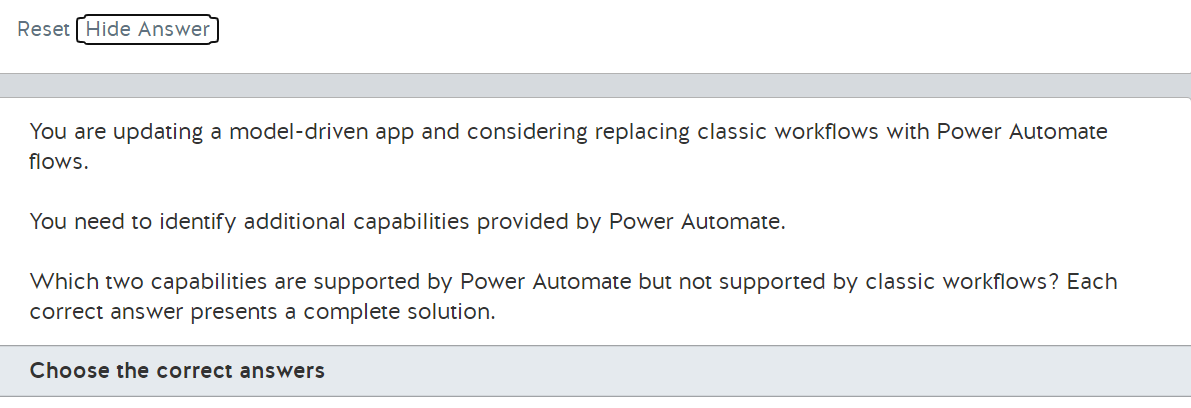 Reset Hide Answer
You are updating a model-driven app and considering replacing classic workflows with Power Automate
flows.
You need to identify additional capabilities provided by Power Automate.
Which two capabilities are supported by Power Automate but not supported by classic workflows? Each
correct answer presents a complete solution.
Choose the correct answers